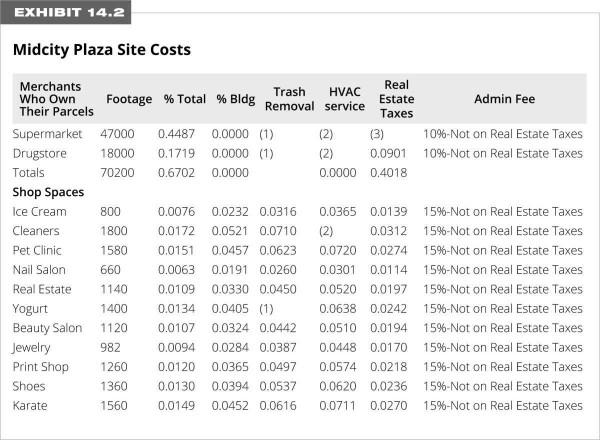 EXHIBIT 14.2
Midcity Plaza Site Costs
Merchants Who Own Their Parcels Footage % Total % Bldg Trash Removal HVAC service Real Estate Taxes Admin Fee
Supermarket 47000 0.4487 0.0000 (1) (2) (3) 10%-Not on Real Estate Taxes
Drugstore 18000 0.1719 0.0000 (1) (2) 0.0901 10%-Not on Real Estate Taxes
Totals 70200 0.6702 0.0000 0.0000 0.4018
Shop Spaces
Ice Cream 800 0.0076 0.0232 0.0316 0.0365 0.0139 15%-Not on Real Estate Taxes
Cleaners 1800 0.0172 0.0521 0.0710 (2) 0.0312 15%-Not on Real Estate Taxes
Pet Clinic 1580 0.0151 0.0457 0.0623 0.0720 0.0274 15%-Not on Real Estate Taxes
Nail Salon 660 0.0063 0.0191 0.0260 0.0301 0.0114 15%-Not on Real Estate Taxes
Real Estate 1140 0.0109 0.0330 0.0450 0.0520 0.0197 15%-Not on Real Estate Taxes
Yogurt 1400 0.0134 0.0405 (1) 0.0638 0.0242 15%-Not on Real Estate Taxes
Beauty Salon 1120 0.0107 0.0324 0.0442 0.0510 0.0194 15%-Not on Real Estate Taxes
Jewelry 982 0.0094 0.0284 0.0387 0.0448 0.0170 15%-Not on Real Estate Taxes
Print Shop 1260 0.0120 0.0365 0.0497 0.0574 0.0218 15%-Not on Real Estate Taxes
Shoes 1360 0.0130 0.0394 0.0537 0.0620 0.0236 15%-Not on Real Estate Taxes
Karate 1560 0.0149 0.0452 0.0616 0.0711 0.0270 15%-Not on Real Estate Taxes